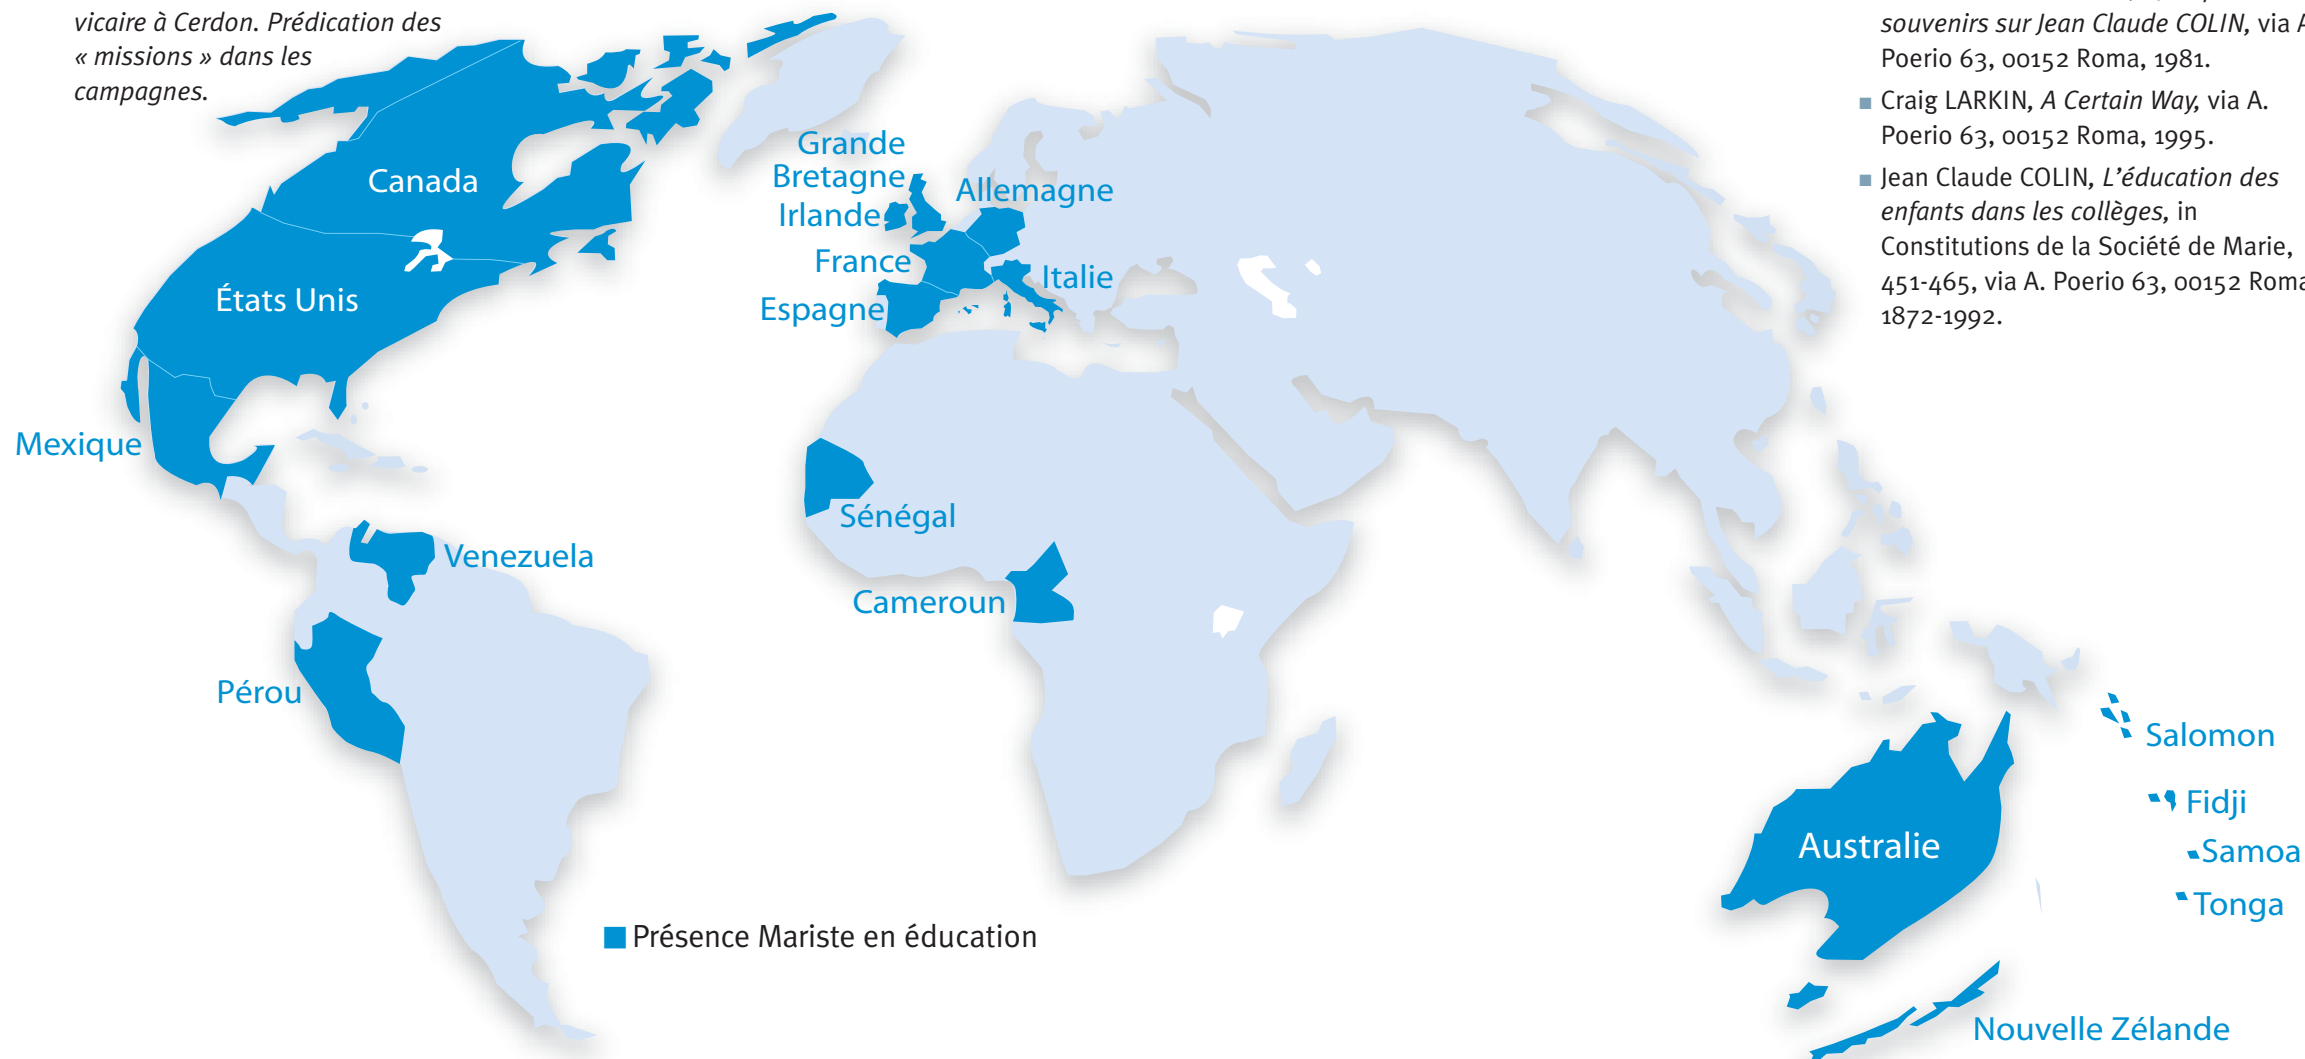 vicaire à Cerdon. Prédication des
« missions » dans les
campagnes.
souvenirs sur Jean Claude COLIN, via A
Poerio 63, 00152 Roma, 1981.
■ Craig LARKIN, A Certain Way, via A.
Poerio 63, 00152 Roma, 1995.
■ Jean Claude COLIN, L'éducation des
enfants dans les collèges, in
Constitutions de la Société de Marie,
451-465, via A. Poerio 63, 00152 Roma
1872-1992.
Canada
États Unis
Mexique
Venezuela
Pérou
Grande
Bretagne
Irlande
Allemagne
France
Italie
Espagne
Sénégal
Cameroun
Salomon
Fidji
Samoa
Tonga
Australie
Nouvelle Zélande
Présence Mariste en éducation